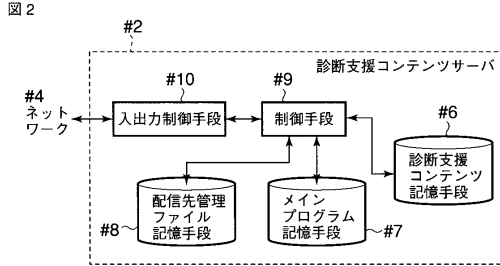 図2
#2
診断支援コンテンツサーバ
#10
#9
#4
ネット
ワーク
入出力制御手段
制御手段
#6
診断支援
コンテンツ
記憶手段
配信先管理
ファイル
記憶手段
#8
メイン
プログラム
記憶手段
#7